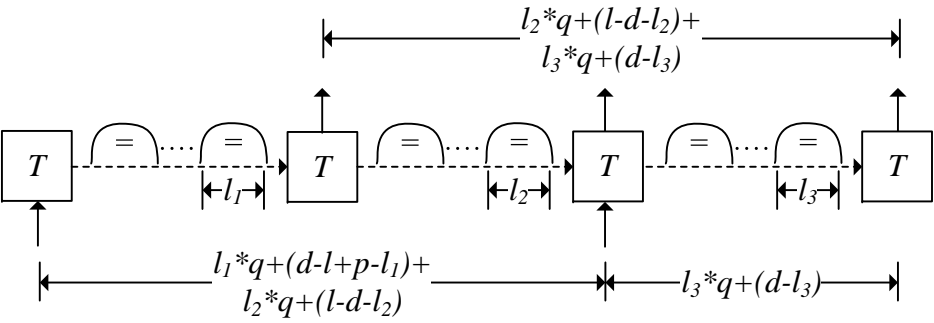 l₂*q+(l-d-l₂)+
l₃*q+(d-l₃)
= ···· = = ···· = = ···· =
T T T T
l₁ l₂ l₃
l₁*q+(d-l+p-l₁)+
l₂*q+(l-d-l₂)
l₃*q+(d-l₃)